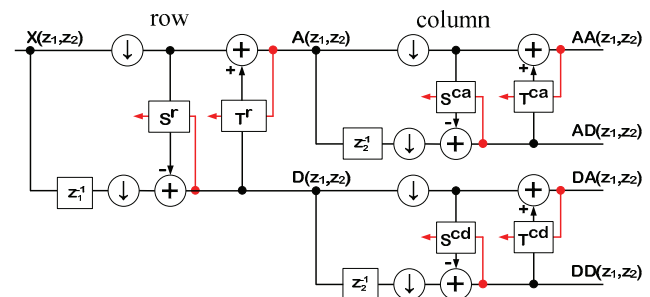 row
column
X(z₁,z₂)
A(z₁,z₂)
AA(z₁,z₂)
↓
+
↓
+
+
+
Sʳ
Tʳ
Sᶜᵃ
Tᶜᵃ
-
-
AD(z₁,z₂)
z₂⁻¹
↓
+
-
D(z₁,z₂)
DA(z₁,z₂)
z₁⁻¹
↓
+
↓
+
+
Sᶜᵈ
Tᶜᵈ
-
DD(z₁,z₂)
z₂⁻¹
↓
+